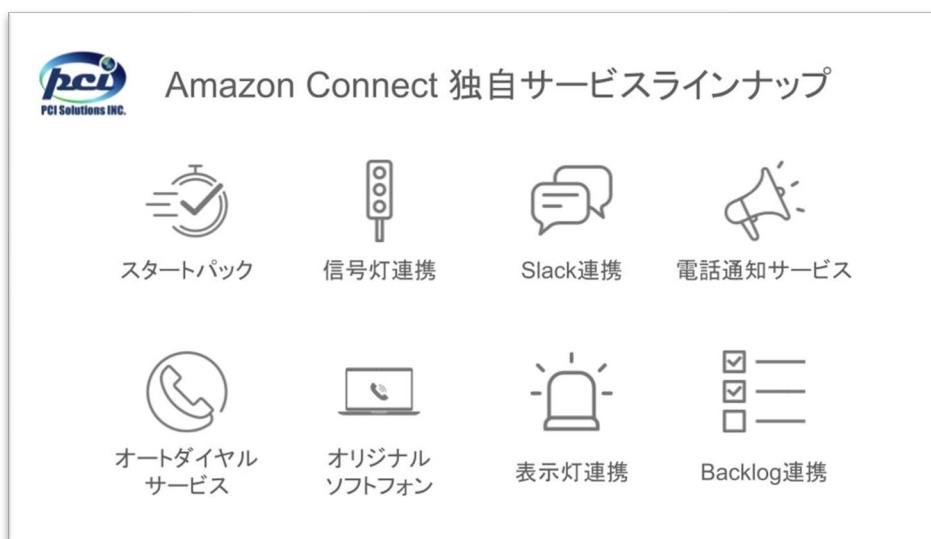 pci
PCI Solutions INC.
Amazon Connect 独自サービスラインナップ
スタートパック
信号灯連携
Slack連携
電話通知サービス
オートダイヤル
サービス
オリジナル
ソフトフォン
表示灯連携
Backlog連携